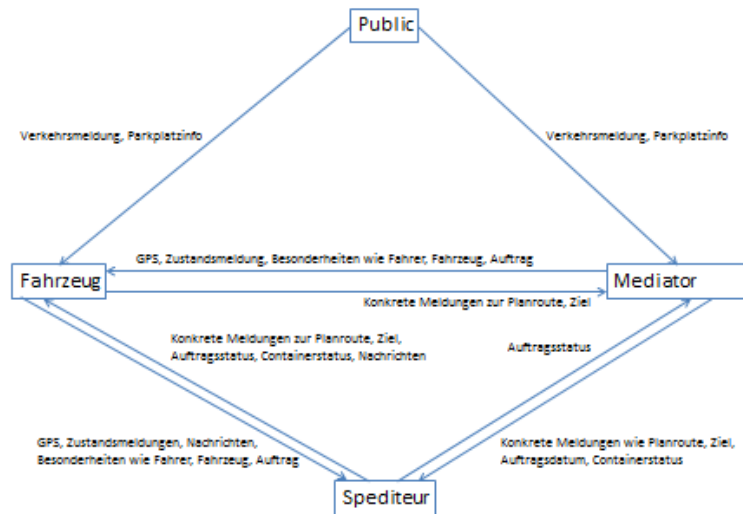 Public
Verkehrsmeldung, Parkplatzinfo
Verkehrsmeldung, Parkplatzinfo
GPS, Zustandsmeldung, Besonderheiten wie Fahrer, Fahrzeug, Auftrag
Fahrzeug
Mediator
Konkrete Meldungen zur Planroute, Ziel
Konkrete Meldungen zur Planroute, Ziel,
Auftragsstatus, Containerstatus, Nachrichten
Auftragsstatus
GPS, Zustandsmeldungen, Nachrichten,
Besonderheiten wie Fahrer, Fahrzeug, Auftrag
Konkrete Meldungen wie Planroute, Ziel,
Auftragsdatum, Containerstatus
Spediteur